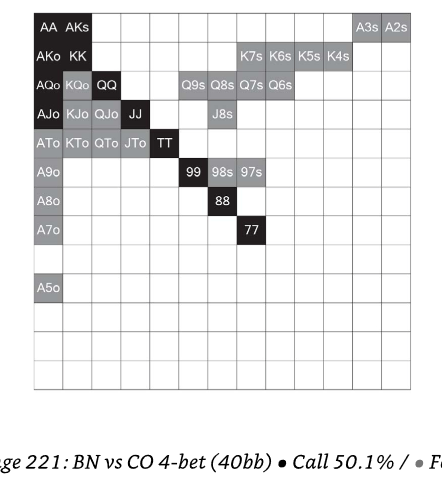 AA AKs A3s A2s
AKo KK K7s K6s K5s K4s
AQo KQo QQ Q9s Q8s Q7s Q6s
AJo KJo QJo JJ J8s
ATo KTo QTo JTo TT
A9o 99 98s 97s
A8o 88
A7o 77
A5o
ge 221: BN vs CO 4-bet (40bb) • Call 50.1% / • Fo